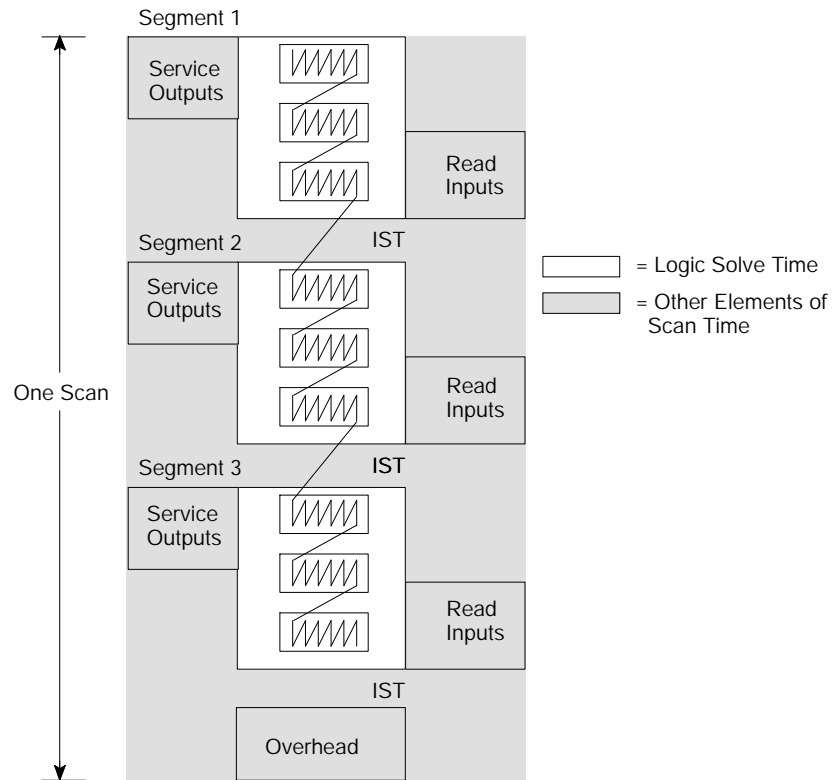 Segment 1
Service
Outputs
Read
Inputs
IST
Segment 2
Service
Outputs
= Logic Solve Time
= Other Elements of
Scan Time
Read
Inputs
One Scan
IST
Segment 3
Service
Outputs
Read
Inputs
IST
Overhead